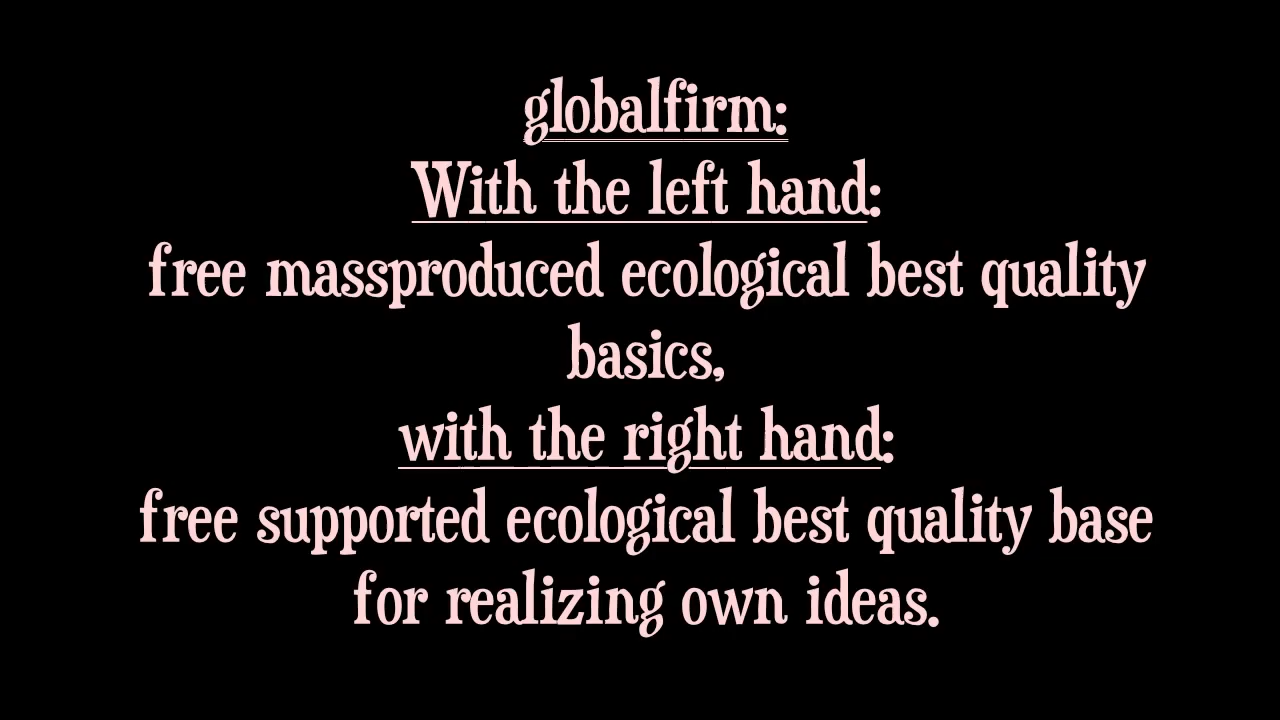 globalfirm:
With the left hand:
free massproduced ecological best quality
basics,
with the right hand:
free supported ecological best quality base
for realizing own ideas.